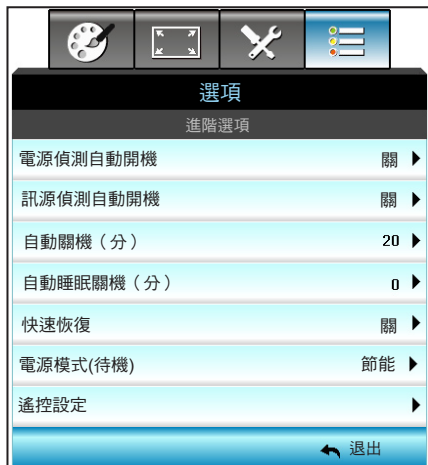 選項
進階選項
電源偵測自動開機 關
訊源偵測自動開機 關
自動關機（分） 20
自動睡眠關機（分） 0
快速恢復 關
電源模式(待機) 節能
遙控設定
退出